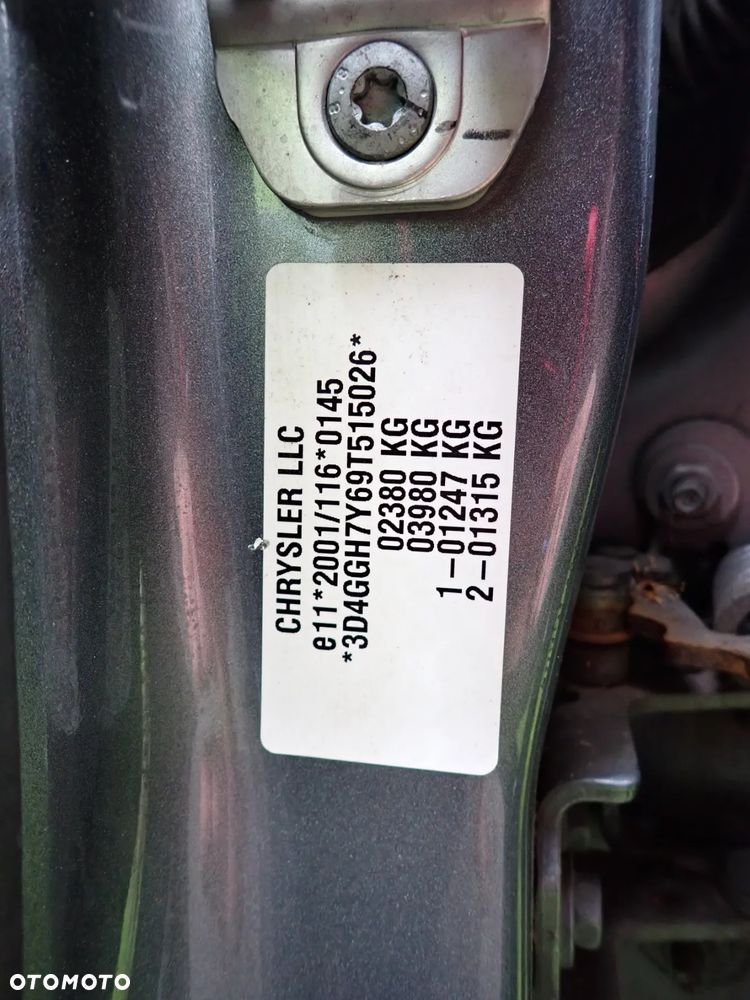 CHRYSLER LLC
e11*2001/116*0145
*3D4GGH7Y69T515026*
02380 KG
03980 KG
1-01247 KG
2-01315 KG
OTOMOTO